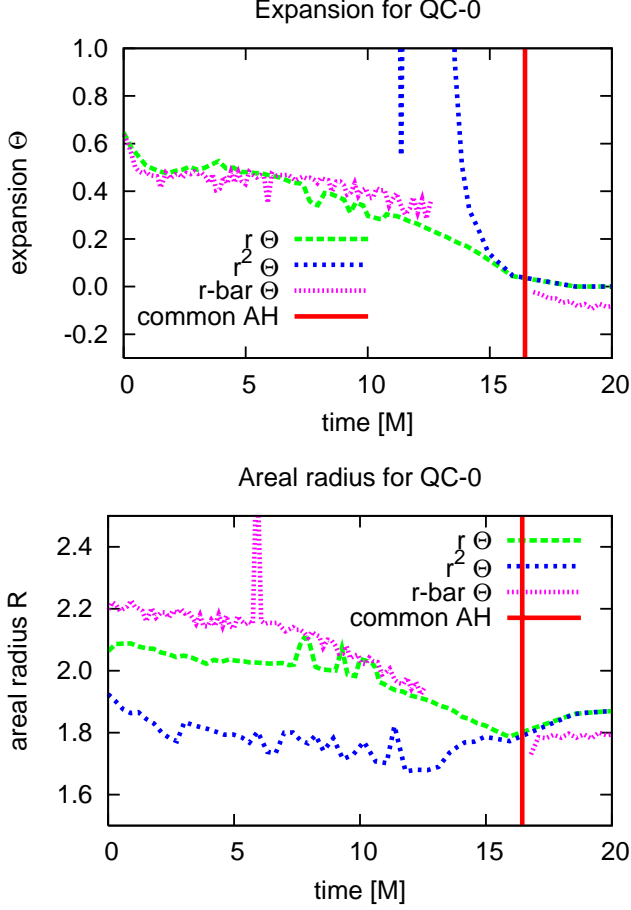 Expansion for QC-0
1.0
0.8
0.6
0.4
0.2
0.0
-0.2
expansion Θ
r Θ
r² Θ
r-bar Θ
common AH
0 5 10 15 20
time [M]
Areal radius for QC-0
2.4
2.2
2.0
1.8
1.6
areal radius R
r Θ
r² Θ
r-bar Θ
common AH
0 5 10 15 20
time [M]